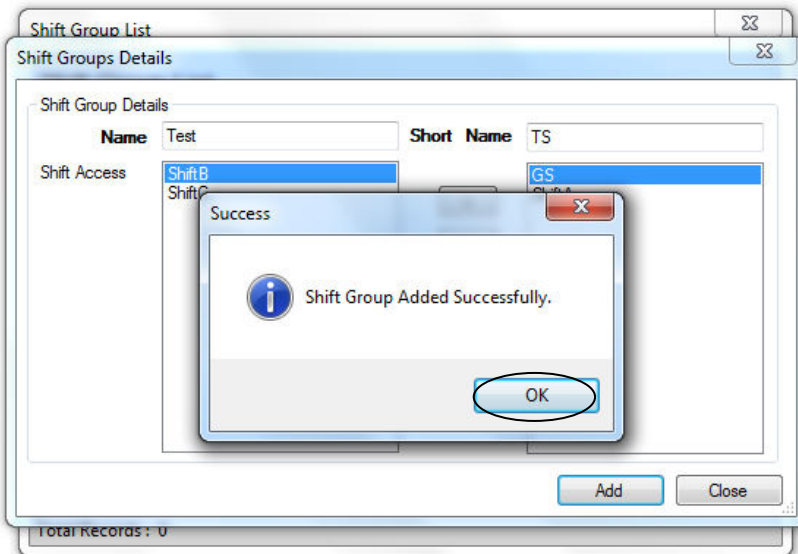 Shift Group List
Shift Groups Details
Shift Group Details
Name Test Short Name TS
Shift Access ShiftB GS
Success
Shift Group Added Successfully.
OK
Add Close
Total Records : 0